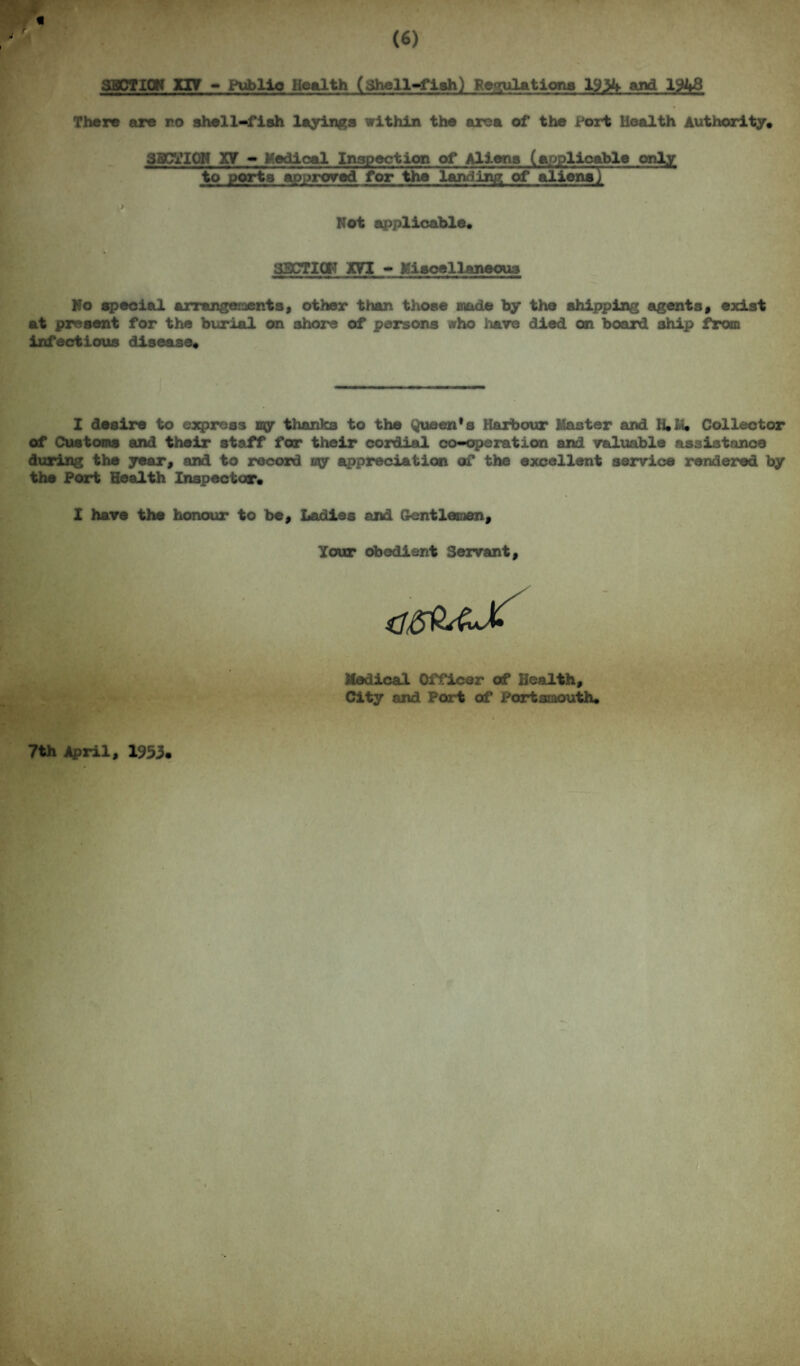 (6)
SECTION XIV - Public Health (Shell-fish) Regulations 1934 and 1948
There are no shell-fish layings within the area of the Port Health Authority.
SECTION XV - Medical Inspection of Aliens (applicable only
to ports approved for the landing of aliens)
Not applicable.
SECTION XVI - Miscellaneous
No special arrangements, other than those made by the shipping agents, exist
at present for the burial on shore of persons who have died on board ship from
infectious disease.
I desire to express my thanks to the Queen's Harbour Master and H.M. Collector
of Customs and their staff for their cordial co-operation and valuable assistance
during the year, and to record my appreciation of the excellent service rendered by
the Port Health Inspector.
I have the honour to be, Ladies and Gentlemen,
Your obedient Servant,
Medical Officer of Health,
City and Port of Portsmouth.
7th April, 1953.